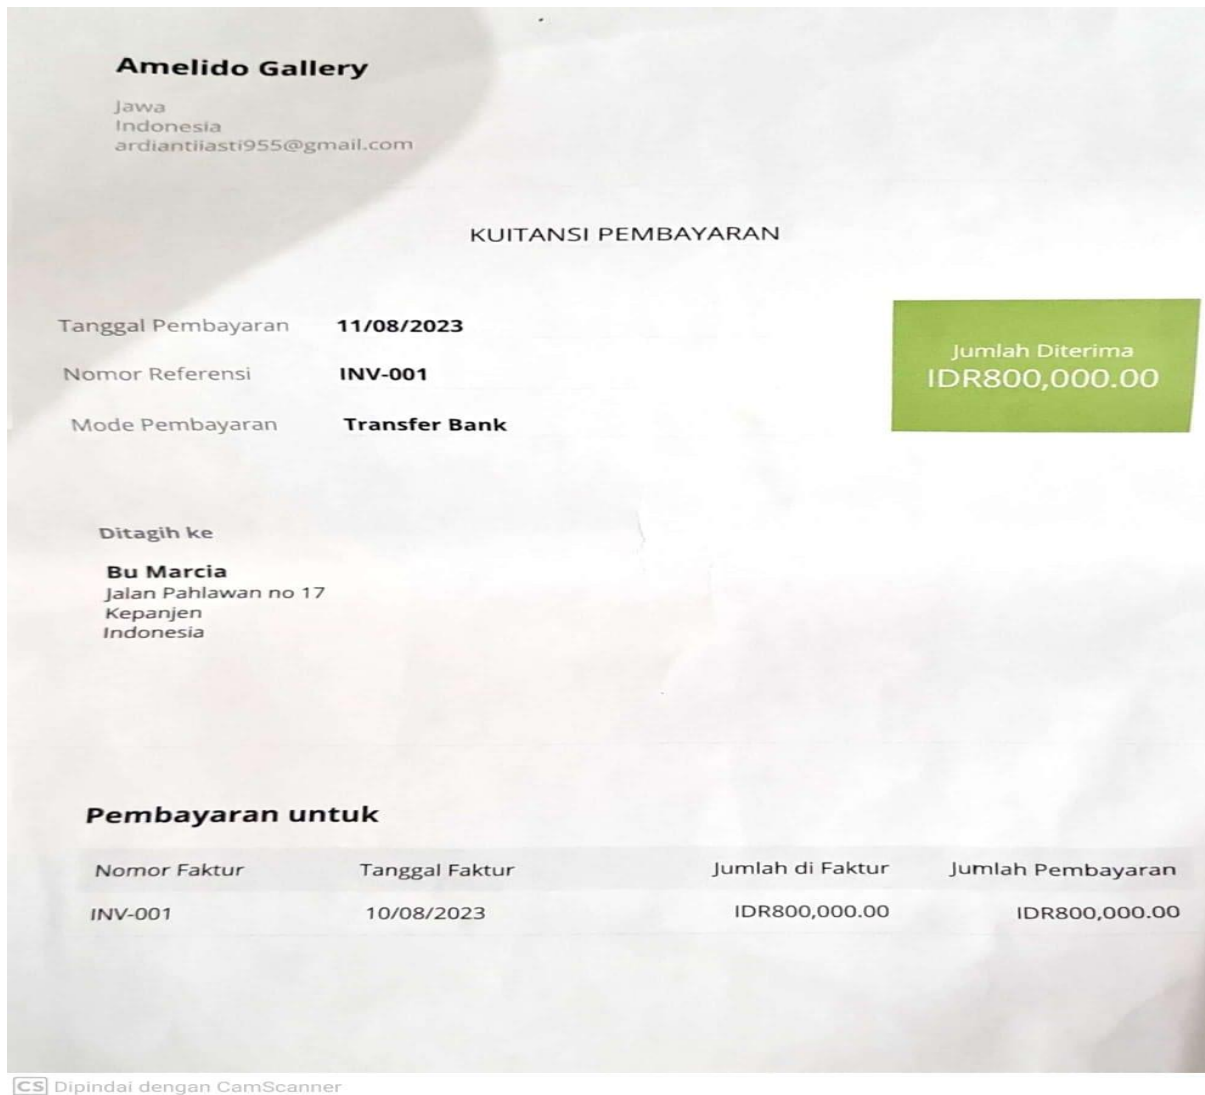 Amelido Gallery
Jawa
Indonesia
ardiantiiasti955@gmail.com
KUITANSI PEMBAYARAN
Tanggal Pembayaran 11/08/2023
Nomor Referensi INV-001
Mode Pembayaran Transfer Bank
Jumlah Diterima
IDR800,000.00
Ditagih ke
Bu Marcia
Jalan Pahlawan no 17
Kepanjen
Indonesia
Pembayaran untuk
Nomor Faktur Tanggal Faktur Jumlah di Faktur Jumlah Pembayaran
INV-001 10/08/2023 IDR800,000.00 IDR800,000.00
CS Dipindai dengan CamScanner